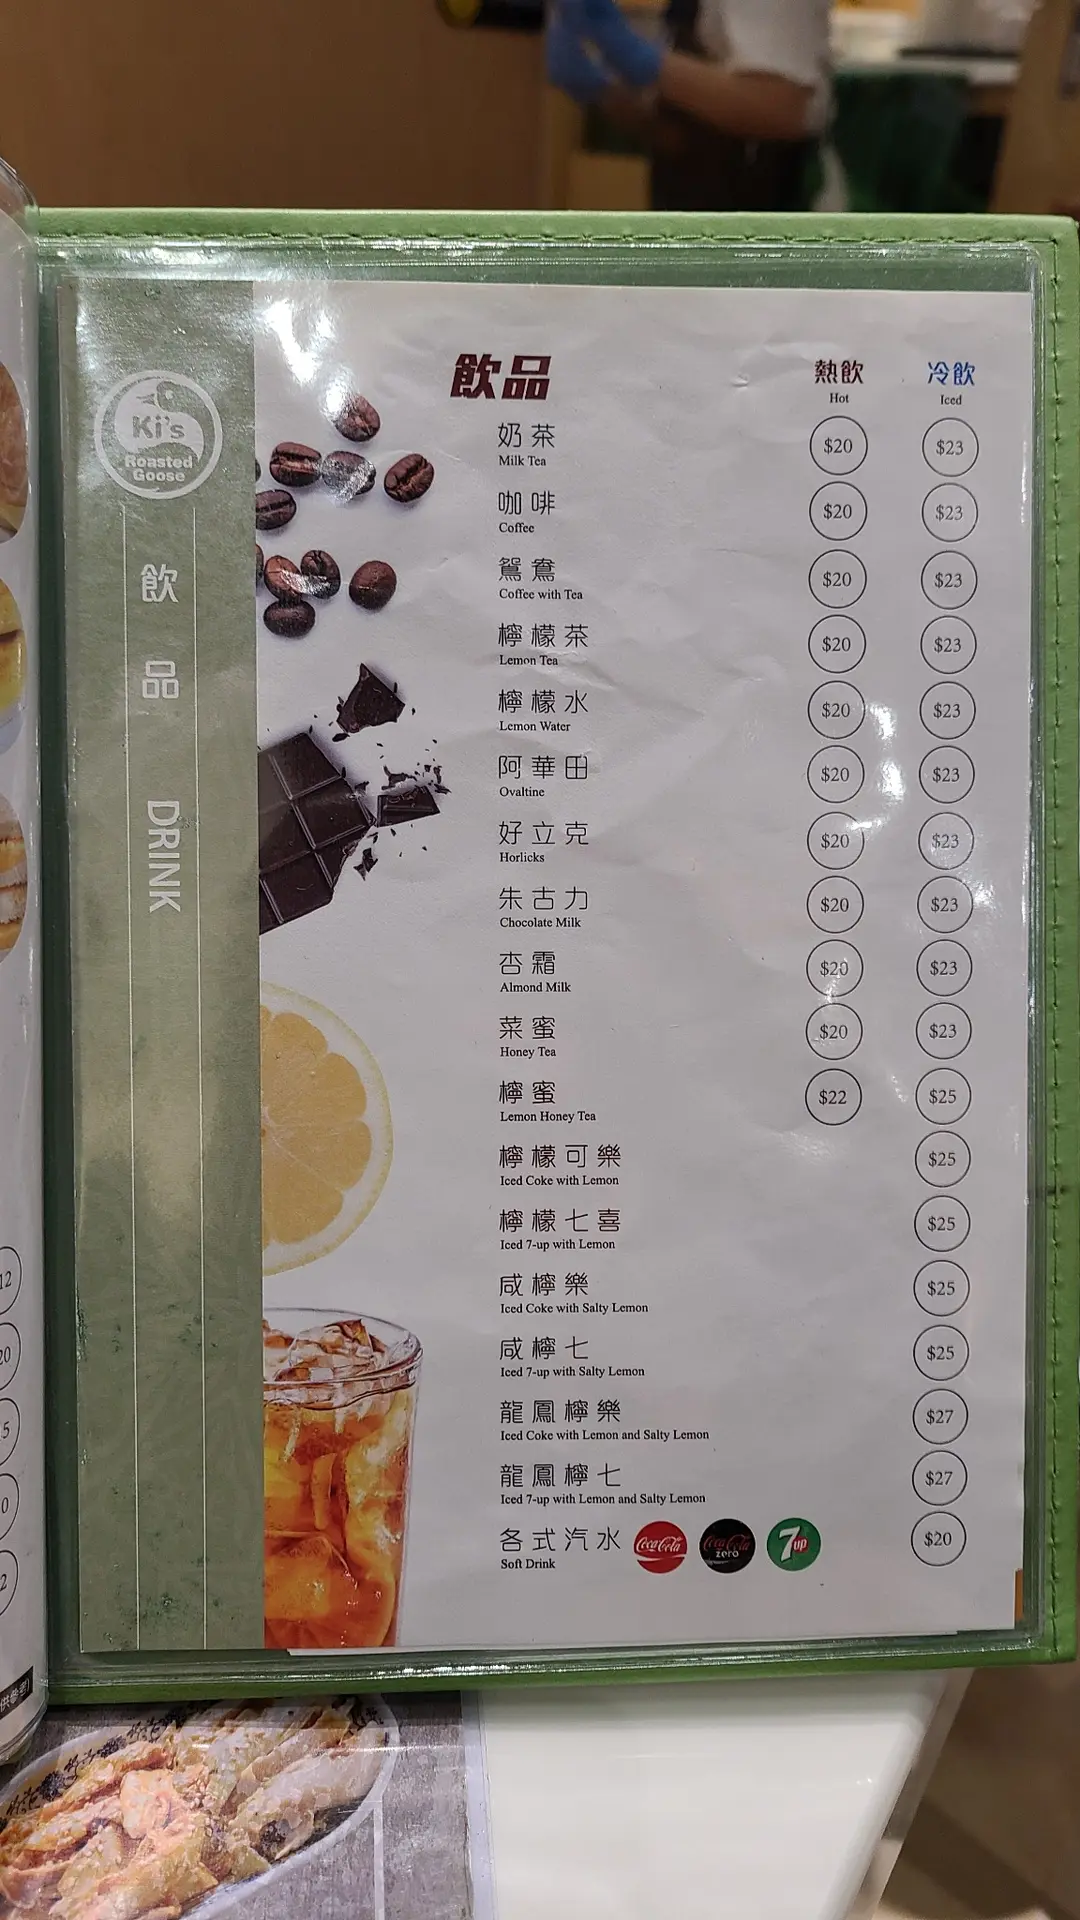 Ki's
Roasted
Goose
飲品
DRINK
飲品
熱飲
Hot
冷飲
Iced
奶茶 $20 $23
Milk Tea
咖啡 $20 $23
Coffee
鴛鴦 $20 $23
Coffee with Tea
檸檬茶 $20 $23
Lemon Tea
檸檬水 $20 $23
Lemon Water
阿華田 $20 $23
Ovaltine
好立克 $20 $23
Horlicks
朱古力 $20 $23
Chocolate Milk
杏霜 $20 $23
Almond Milk
菜蜜 $20 $23
Honey Tea
檸蜜 $22 $25
Lemon Honey Tea
檸檬可樂 $25
Iced Coke with Lemon
檸檬七喜 $25
Iced 7-up with Lemon
咸檸樂 $25
Iced Coke with Salty Lemon
咸檸七 $25
Iced 7-up with Salty Lemon
龍鳳檸樂 $27
Iced Coke with Lemon and Salty Lemon
龍鳳檸七 $27
Iced 7-up with Lemon and Salty Lemon
各式汽水 Coca-Cola Coca-Cola zero 7up $20
Soft Drink